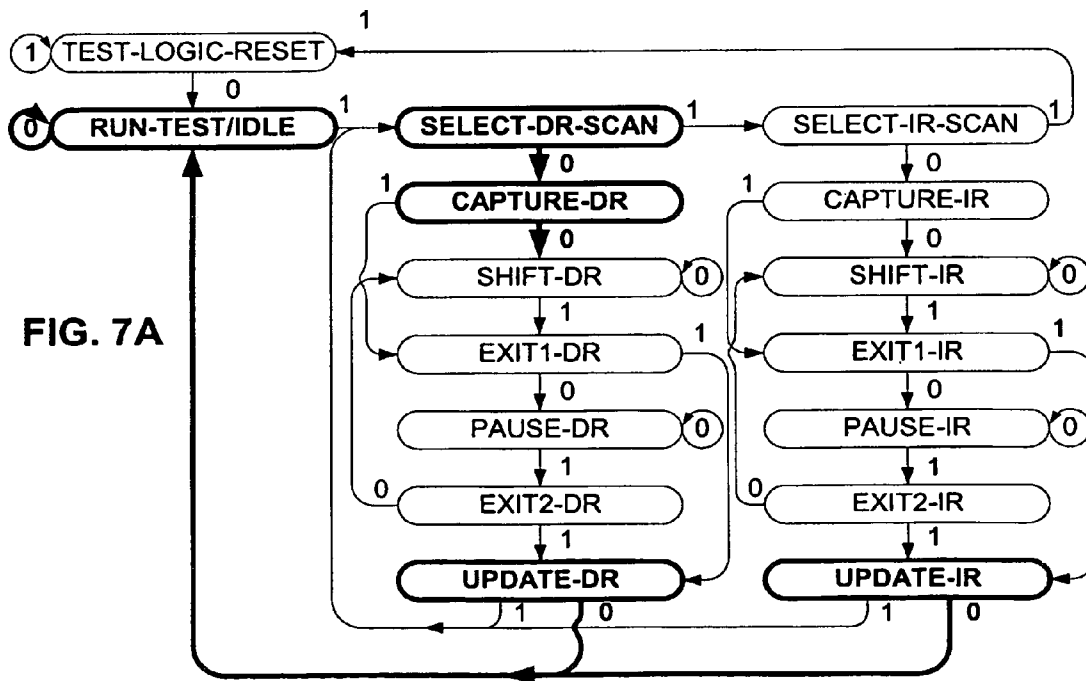 1
1 TEST-LOGIC-RESET
0
0 RUN-TEST/IDLE 1 SELECT-DR-SCAN 1 SELECT-IR-SCAN 1
0 0
1 CAPTURE-DR 1 CAPTURE-IR
0 0
SHIFT-DR 0 SHIFT-IR 0
1 1
FIG. 7A
EXIT1-DR 1 EXIT1-IR 1
0 0
PAUSE-DR 0 PAUSE-IR 0
1 1
0 EXIT2-DR 0 EXIT2-IR
1 1
UPDATE-DR UPDATE-IR
1 0 1 0